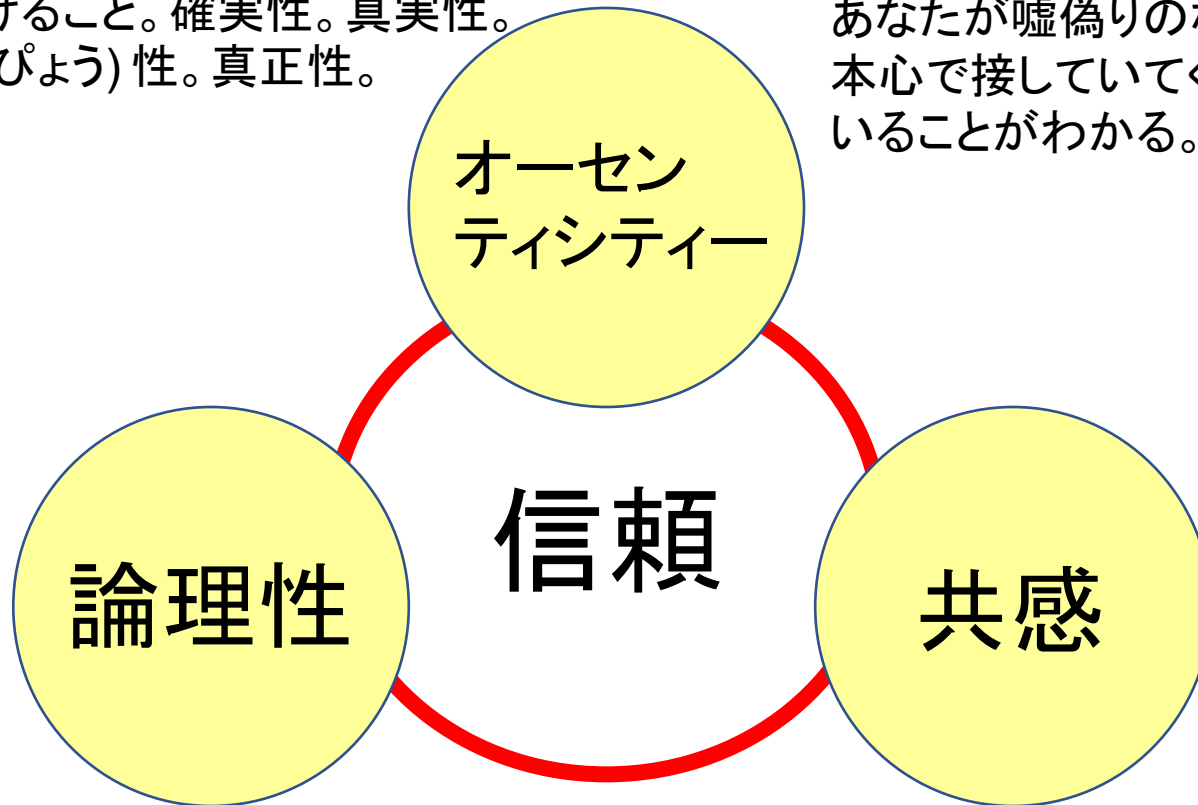 けること。確実性。真実性。
ぴょう) 性。真正性。
あなたが嘘偽りのな
本心で接していてく
いることがわかる。
オーセン
ティシティー
信頼
論理性
共感